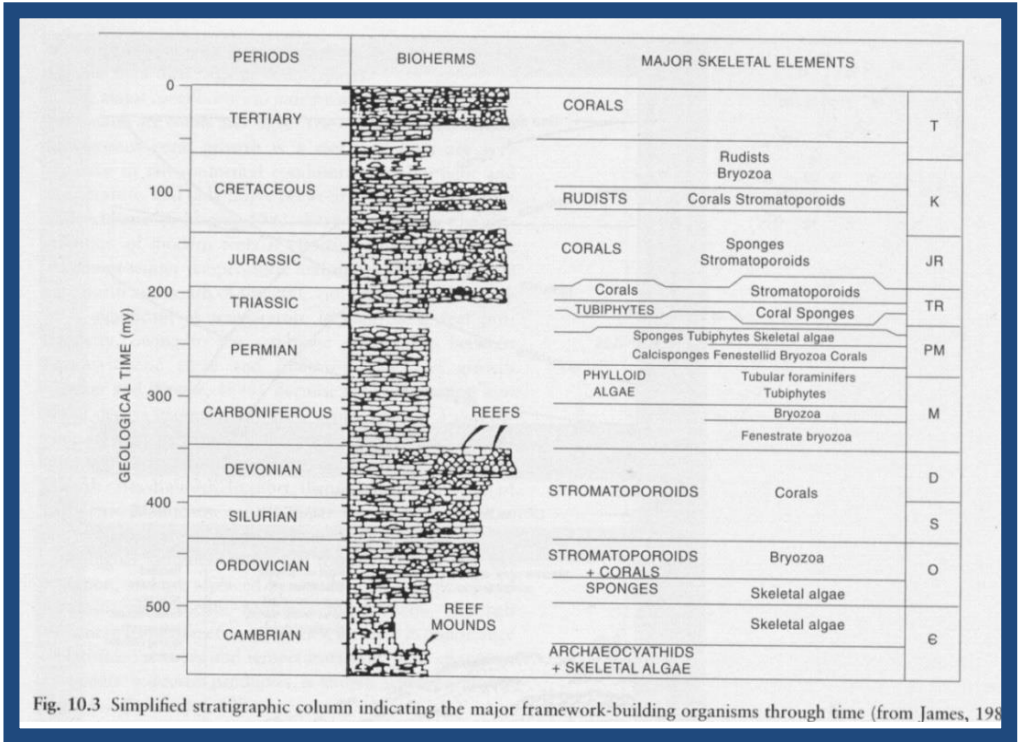 PERIODS BIOHERMS MAJOR SKELETAL ELEMENTS
0
TERTIARY CORALS T
Rudists
Bryozoa
100 CRETACEOUS RUDISTS Corals Stromatoporoids K
JURASSIC CORALS Sponges JR
Stromatoporoids
200 Corals Stromatoporoids
TRIASSIC TUBIPHYTES Coral Sponges TR
Sponges Tubiphytes Skeletal algae
PERMIAN Calcisponges Fenestellid Bryozoa Corals PM
PHYLLOID Tubular foraminifers
300 ALGAE Tubiphytes
CARBONIFEROUS REEFS Bryozoa M
Fenestrate bryozoa
DEVONIAN D
400 STROMATOPOROIDS Corals
SILURIAN S
ORDOVICIAN STROMATOPOROIDS Bryozoa O
+ CORALS
SPONGES Skeletal algae
500 REEF Skeletal algae
CAMBRIAN MOUNDS Є
ARCHAEOCYATHIDS
+ SKELETAL ALGAE
GEOLOGICAL TIME (my)
Fig. 10.3 Simplified stratigraphic column indicating the major framework-building organisms through time (from James, 198